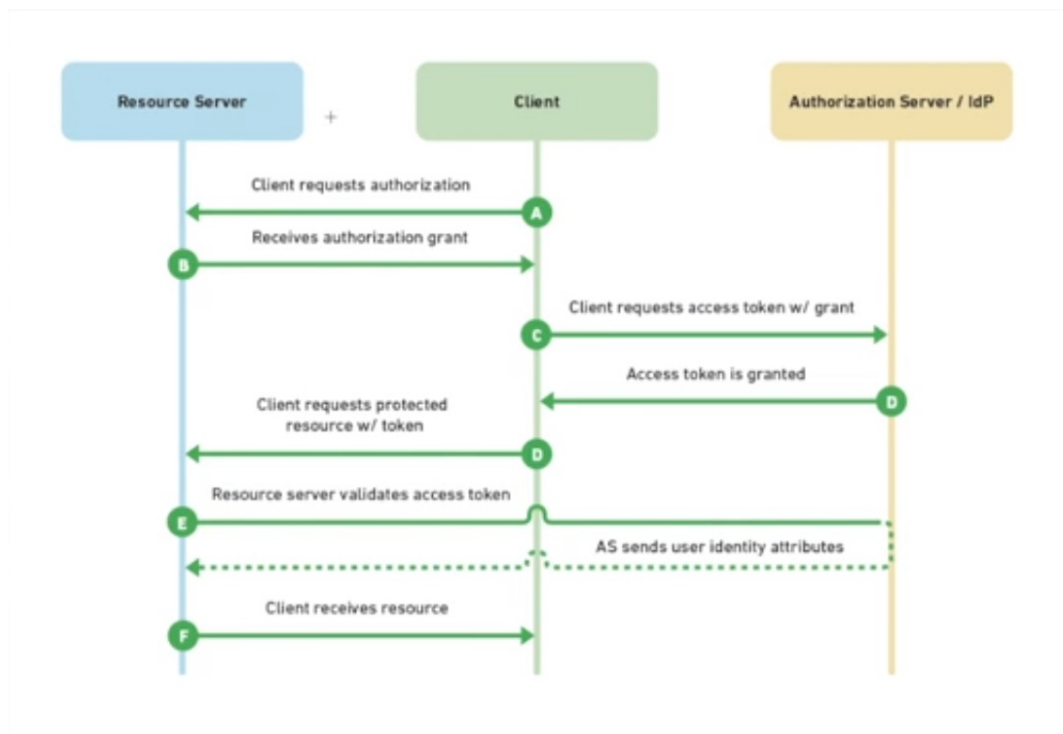 Resource Server
Client
Authorization Server / IdP
Client requests authorization
A
Receives authorization grant
B
Client requests access token w/ grant
C
Access token is granted
D
Client requests protected
resource w/ token
D
Resource server validates access token
E
AS sends user identity attributes
Client receives resource
F